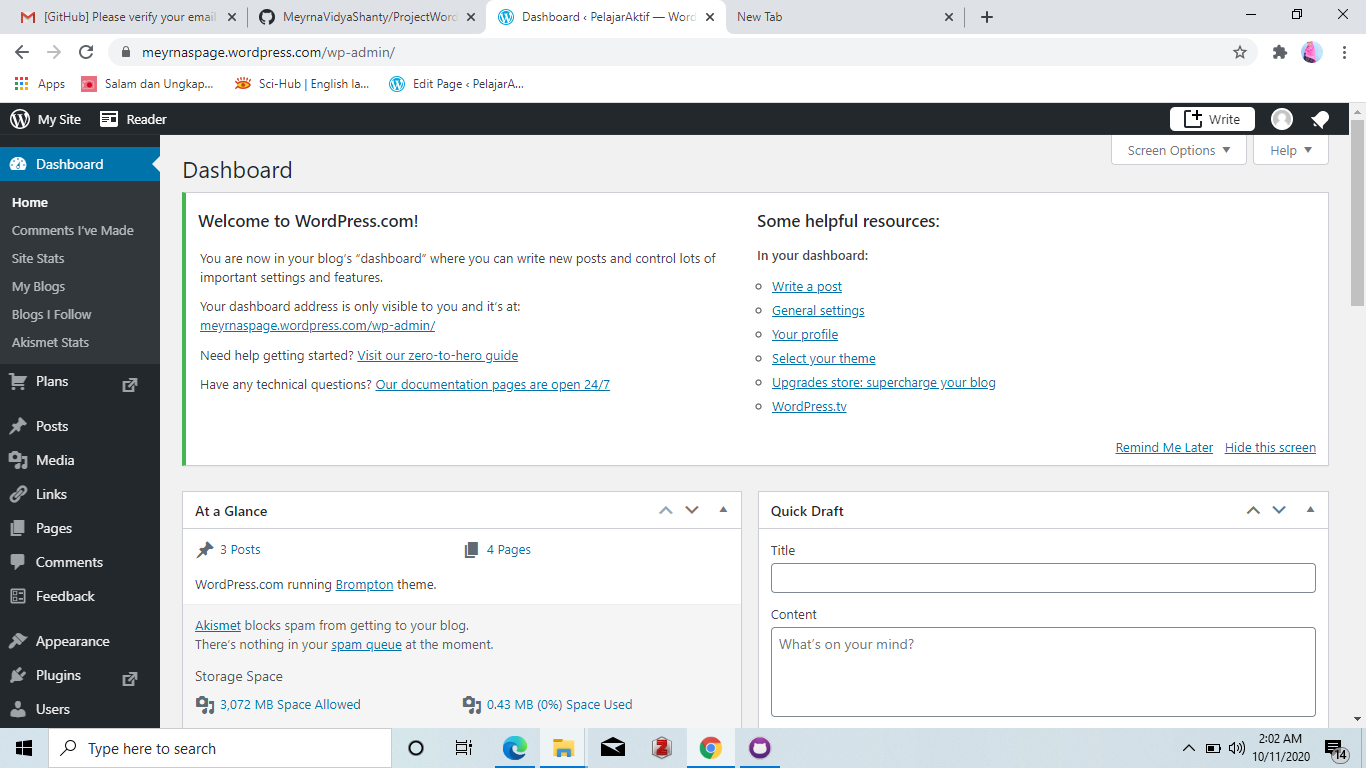 [GitHub] Please verify your email
MeyrnaVidyaShanty/ProjectWord
Dashboard ‹ PelajarAktif — Word
New Tab
meyrnaspage.wordpress.com/wp-admin/
Apps
Salam dan Ungkap...
Sci-Hub | English la...
Edit Page ‹ PelajarA...
My Site
Reader
Write
Dashboard
Home
Comments I've Made
Site Stats
My Blogs
Blogs I Follow
Akismet Stats
Plans
Posts
Media
Links
Pages
Comments
Feedback
Appearance
Plugins
Users
Screen Options
Help
Dashboard
Welcome to WordPress.com!
You are now in your blog's "dashboard" where you can write new posts and control lots of
important settings and features.
Your dashboard address is only visible to you and it's at:
meyrnaspage.wordpress.com/wp-admin/
Need help getting started? Visit our zero-to-hero guide
Have any technical questions? Our documentation pages are open 24/7
Some helpful resources:
In your dashboard:
Write a post
General settings
Your profile
Select your theme
Upgrades store: supercharge your blog
WordPress.tv
Remind Me Later Hide this screen
At a Glance
3 Posts
4 Pages
WordPress.com running Brompton theme.
Akismet blocks spam from getting to your blog.
There's nothing in your spam queue at the moment.
Storage Space
3,072 MB Space Allowed
0.43 MB (0%) Space Used
Quick Draft
Title
Content
What's on your mind?
Type here to search
2:02 AM
10/11/2020
14